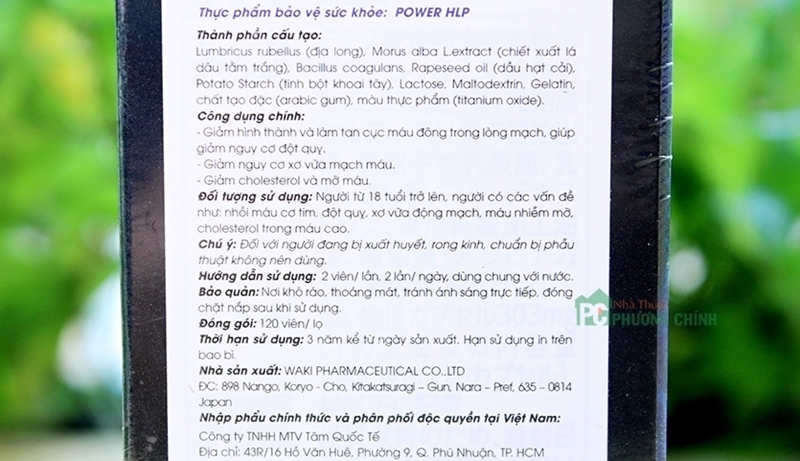 Thực phẩm bảo vệ sức khỏe: POWER HLP
Thành phần cấu tạo:
Lumbricus rubellus (địa long), Morus alba L.extract (chiết xuất lá
dâu tằm trắng), Bacillus coagulans, Rapeseed oil (dầu hạt cải),
Potato Starch (tinh bột khoai tây), Lactose, Maltodextrin, Gelatin,
chất tạo đặc (arabic gum), màu thực phẩm (titanium oxide).
Công dụng chính:
- Giảm hình thành và làm tan cục máu đông trong lòng mạch, giúp
giảm nguy cơ đột quỵ.
- Giảm nguy cơ xơ vữa mạch máu.
- Giảm cholesterol và mỡ máu.
Đối tượng sử dụng: Người từ 18 tuổi trở lên, người có các vấn đề
như: nhồi máu cơ tim, đột quỵ, xơ vữa động mạch, máu nhiễm mỡ,
cholesterol trong máu cao.
Chú ý: Đối với người đang bị xuất huyết, rong kinh, chuẩn bị phẫu
thuật không nên dùng.
Hướng dẫn sử dụng: 2 viên/ lần, 2 lần/ ngày, dùng chung với nước.
Bảo quản: Nơi khô ráo, thoáng mát, tránh ánh sáng trực tiếp, đóng
chặt nắp sau khi sử dụng.
Đóng gói: 120 viên/ lọ
Thời hạn sử dụng: 3 năm kể từ ngày sản xuất. Hạn sử dụng in trên
bao bì.
Nhà sản xuất: WAKI PHARMACEUTICAL CO.,LTD
ĐC: 898 Nango, Koryo - Cho, Kitakatsuragi – Gun, Nara – Pref, 635 – 0814
Japan
Nhập phẩu chính thức và phân phối độc quyền tại Việt Nam:
Công ty TNHH MTV Tâm Quốc Tế
Địa chỉ: 43R/16 Hồ Văn Huê, Phường 9, Q. Phú Nhuận, TP. HCM
PC Nhà Thuốc
PHƯƠNG CHÍNH